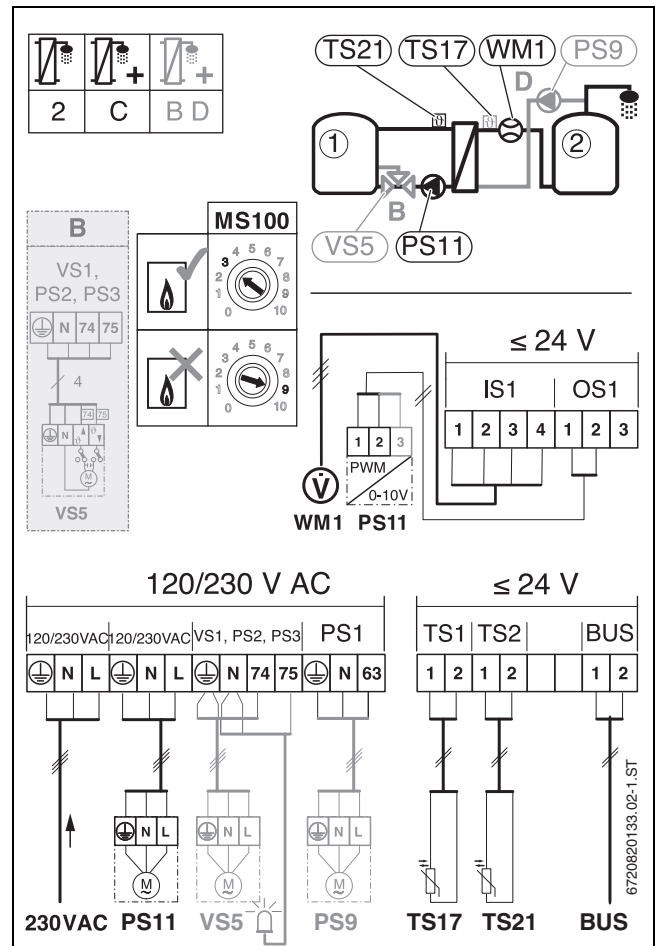 2 C B D
TS21 TS17 WM1 PS9
D
1 2
B
VS5 PS11
B
VS1,
PS2, PS3
N 74 75
4
74 75
N
M
VS5
MS100
0 1 2 3 4 5 6 7 8 9 10
0 1 2 3 4 5 6 7 8 9 10
≤ 24 V
IS1 OS1
1 2 3 4 1 2 3
1 2 3
PWM
0-10V
V
WM1 PS11
120/230 V AC
120/230VAC 120/230VAC VS1, PS2, PS3 PS1
N L N L N 74 75 N 63
N L N L N L
M M M
230VAC PS11 VS5 PS9
≤ 24 V
TS1 TS2 BUS
1 2 1 2 1 2
TS17 TS21 BUS
6720820133.02-1.ST